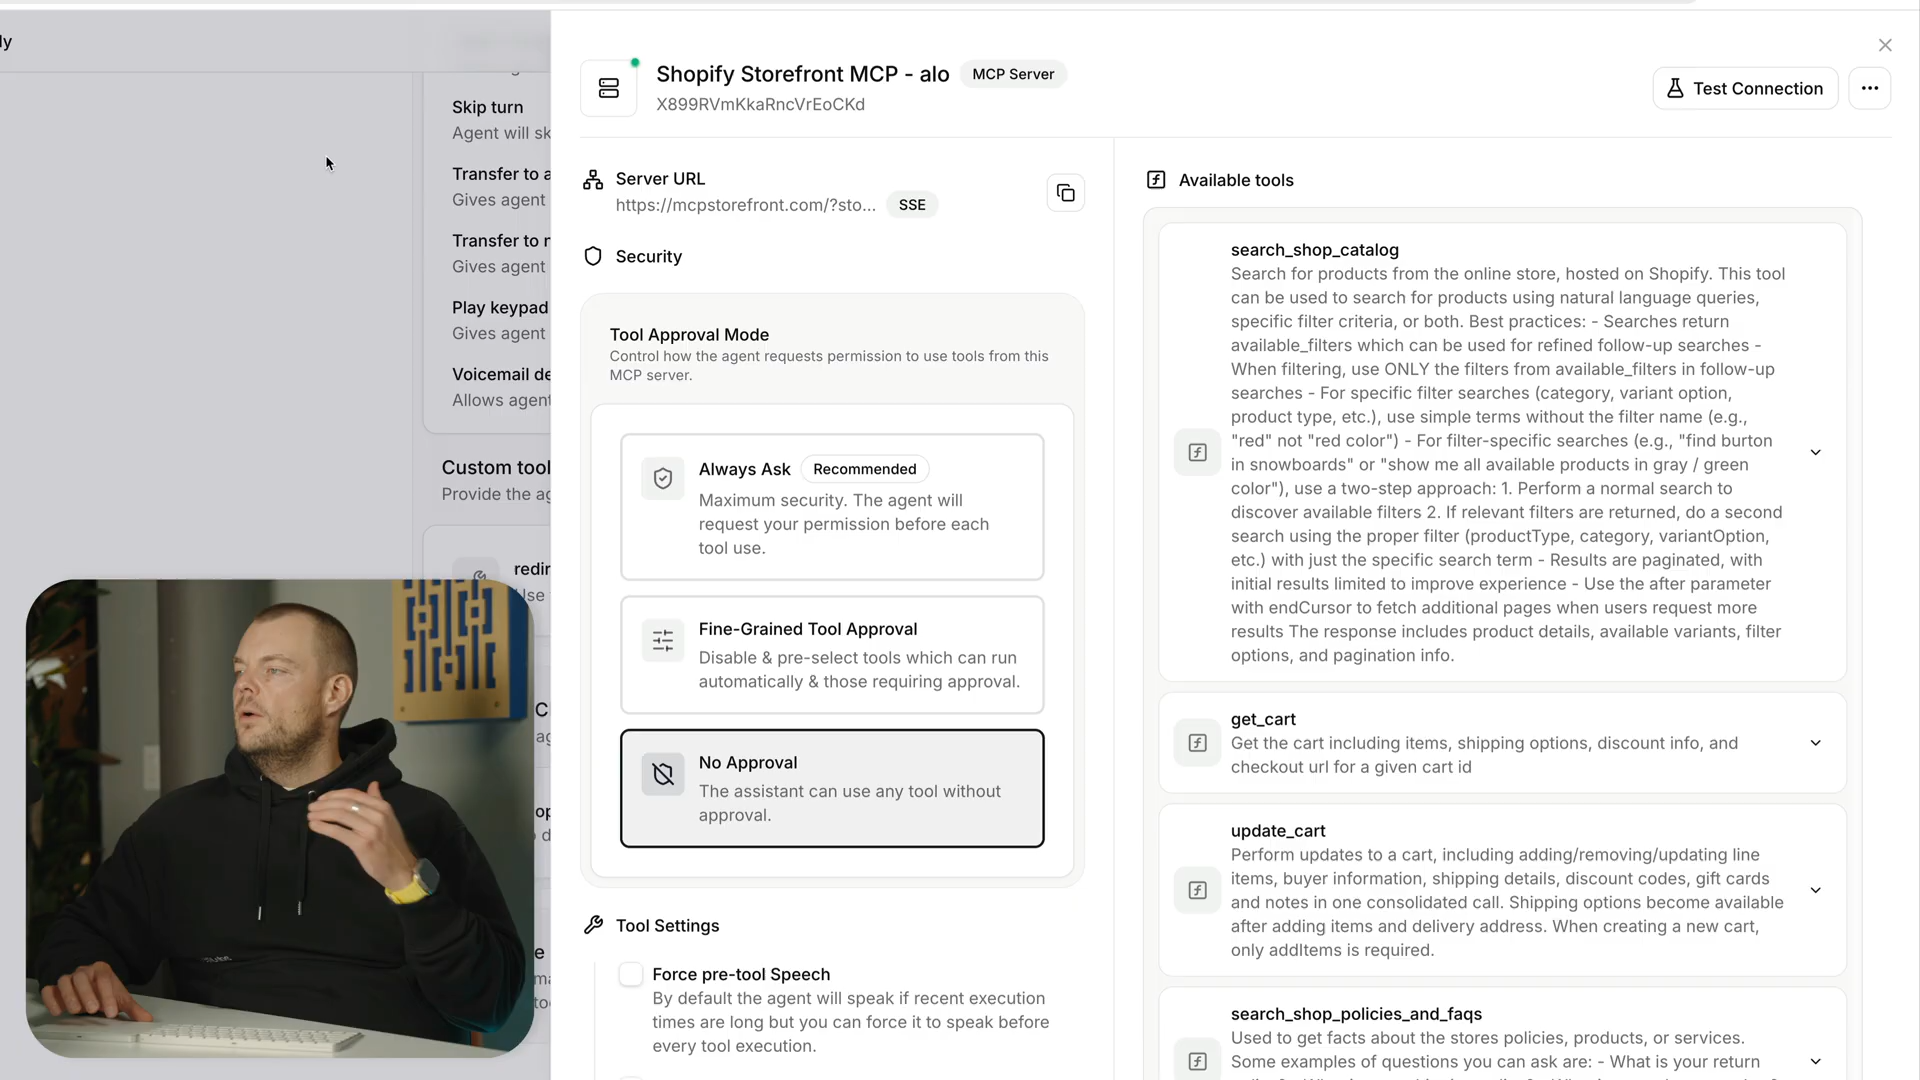 ly
Skip turn
Agent will sk
Transfer to a
Gives agent
Transfer to n
Gives agent
Play keypad
Gives agent
Voicemail de
Allows agent
Custom tool
Provide the ag
redir
Use
Shopify Storefront MCP - alo
MCP Server
X899RVmKkaRncVrEoCKd
Test Connection
Server URL
https://mcpstorefront.com/?sto...
SSE
Security
Tool Approval Mode
Control how the agent requests permission to use tools from this
MCP server.
Always Ask
Recommended
Maximum security. The agent will
request your permission before each
tool use.
Fine-Grained Tool Approval
Disable & pre-select tools which can run
automatically & those requiring approval.
No Approval
The assistant can use any tool without
approval.
Tool Settings
Force pre-tool Speech
By default the agent will speak if recent execution
times are long but you can force it to speak before
every tool execution.
Available tools
search_shop_catalog
Search for products from the online store, hosted on Shopify. This tool
can be used to search for products using natural language queries,
specific filter criteria, or both. Best practices: - Searches return
available_filters which can be used for refined follow-up searches -
When filtering, use ONLY the filters from available_filters in follow-up
searches - For specific filter searches (category, variant option,
product type, etc.), use simple terms without the filter name (e.g.,
"red" not "red color") - For filter-specific searches (e.g., "find burton
in snowboards" or "show me all available products in gray / green
color"), use a two-step approach: 1. Perform a normal search to
discover available filters 2. If relevant filters are returned, do a second
search using the proper filter (productType, category, variantOption,
etc.) with just the specific search term - Results are paginated, with
initial results limited to improve experience - Use the after parameter
with endCursor to fetch additional pages when users request more
results The response includes product details, available variants, filter
options, and pagination info.
get_cart
Get the cart including items, shipping options, discount info, and
checkout url for a given cart id
update_cart
Perform updates to a cart, including adding/removing/updating line
items, buyer information, shipping details, discount codes, gift cards
and notes in one consolidated call. Shipping options become available
after adding items and delivery address. When creating a new cart,
only addItems is required.
search_shop_policies_and_faqs
Used to get facts about the stores policies, products, or services.
Some examples of questions you can ask are: - What is your return